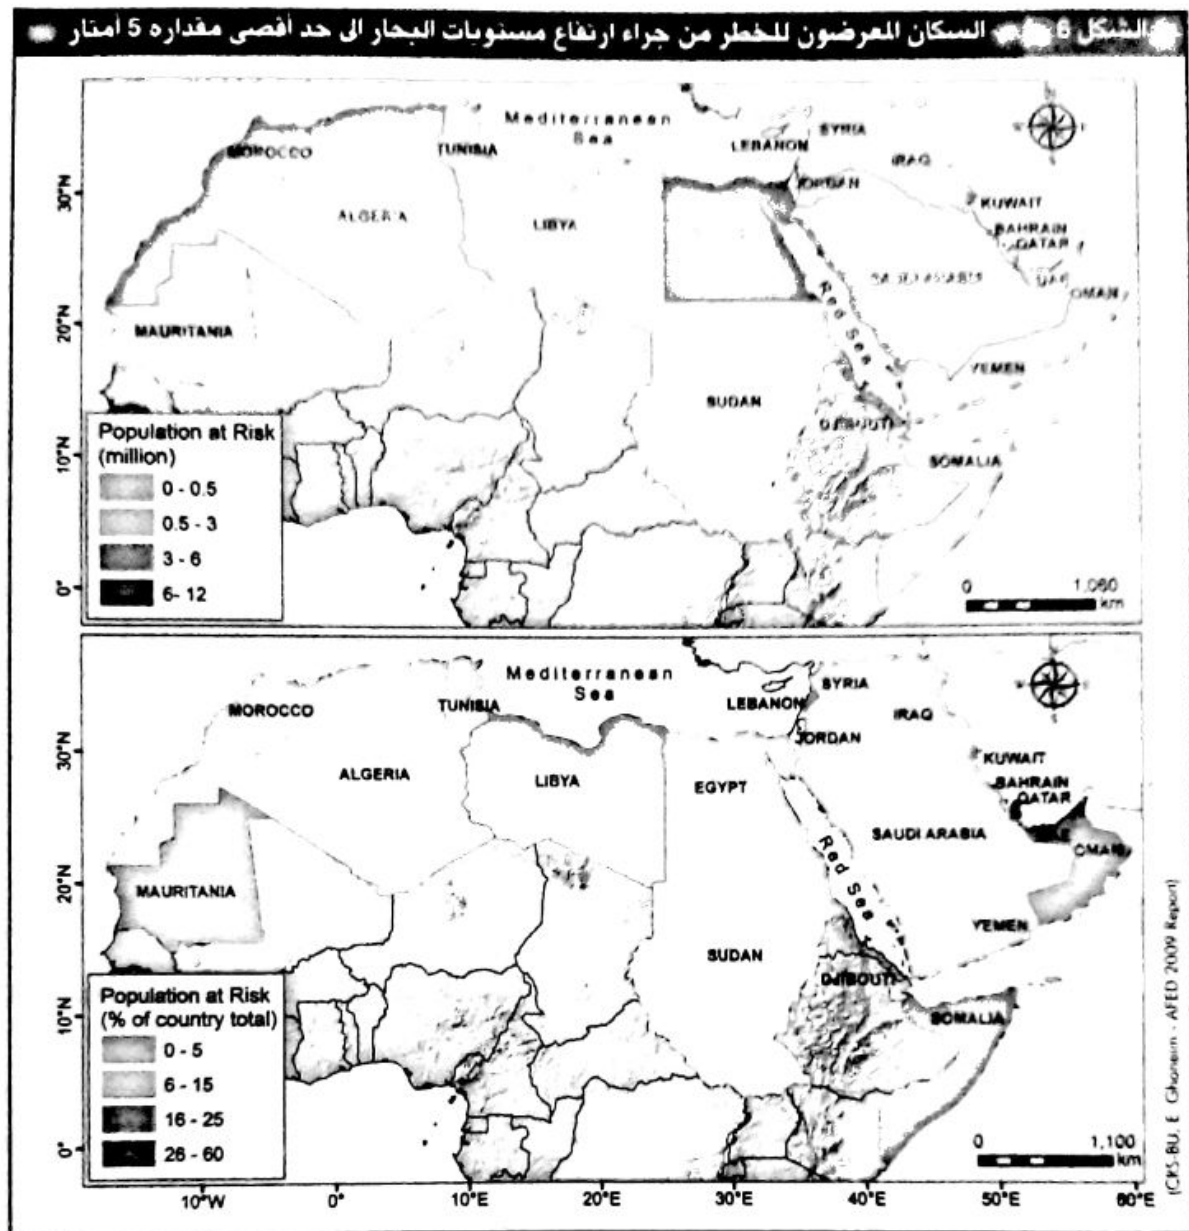 الشكل 6 السكان المعرضون للخطر من جراء ارتفاع مستويات البحار الى حد أقصى مقداره 5 أمتار
Mediterranean
Sea
SYRIA
LEBANON
MOROCCO
TUNISIA
IRAQ
JORDAN
30°N
KUWAIT
ALGERIA
LIBYA
BAHRAIN
QATAR
SAUDI ARABIA
UAE
OMAN
20°N
MAURITANIA
Red Sea
YEMEN
SUDAN
DJIBOUTI
SOMALIA
10°N
Population at Risk
(million)
0 - 0.5
0.5 - 3
3 - 6
6- 12
0°
0
km
Mediterranean
Sea
SYRIA
LEBANON
MOROCCO
TUNISIA
IRAQ
JORDAN
30°N
KUWAIT
ALGERIA
LIBYA
EGYPT
BAHRAIN
QATAR
SAUDI ARABIA
OMAN
20°N
MAURITANIA
Red Sea
YEMEN
SUDAN
DJIBOUTI
SOMALIA
10°N
Population at Risk
(% of country total)
0 - 5
6 - 15
16 - 25
26 - 60
0°
0 1,100
km
10°W 0° 10°E 20°E 30°E 40°E 50°E 60°E
(CRS-BU, E. Ghoneim - AFED 2009 Report)